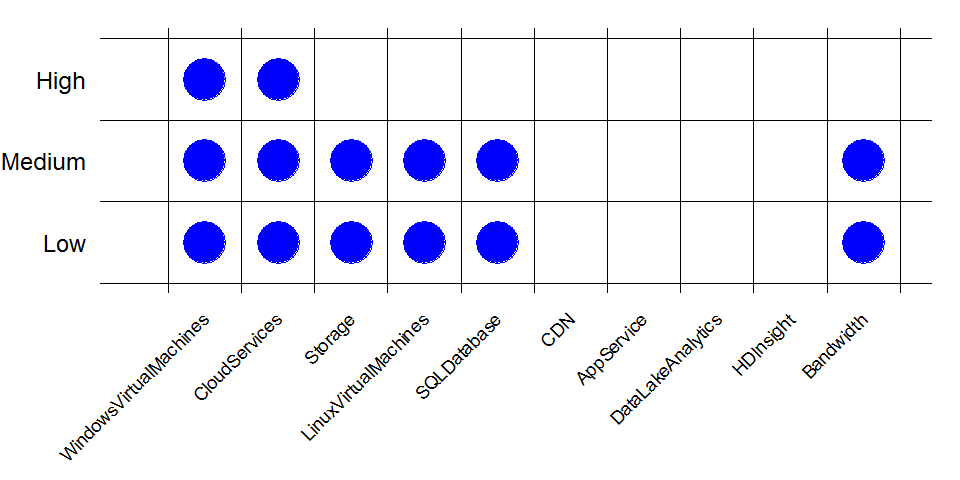 High
Medium
Low
WindowsVirtualMachines
CloudServices
Storage
LinuxVirtualMachines
SQLDatabase
CDN
AppService
DataLakeAnalytics
HDInsight
Bandwidth